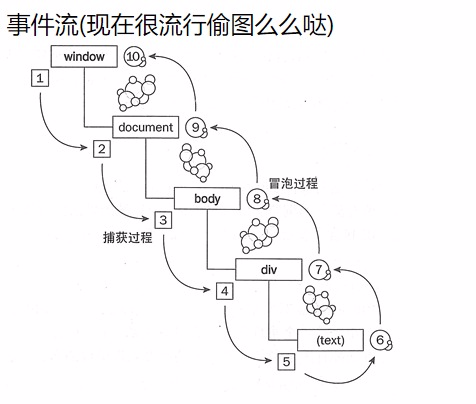 事件流(现在很流行偷图么么哒)
window
10
1
document
9
2
body
8
冒泡过程
3
捕获过程
div
7
4
(text)
6
5